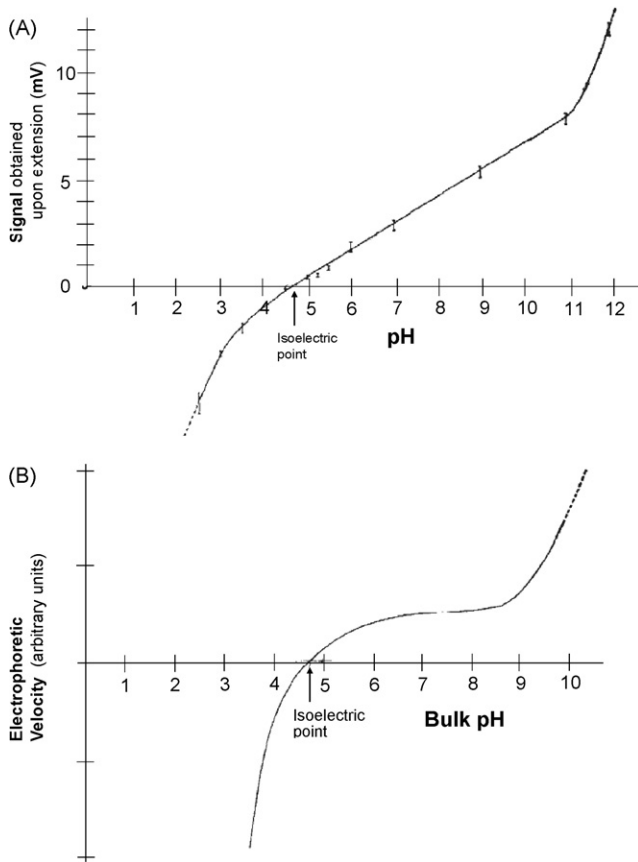 (A)
Signal obtained
upon extension (mV)
10
5
0
1 2 3 4 5 6 7 8 9 10 11 12
Isoelectric
point
pH
(B)
Electrophoretic
Velocity (arbitrary units)
1 2 3 4 5 6 7 8 9 10
Isoelectric
point
Bulk pH